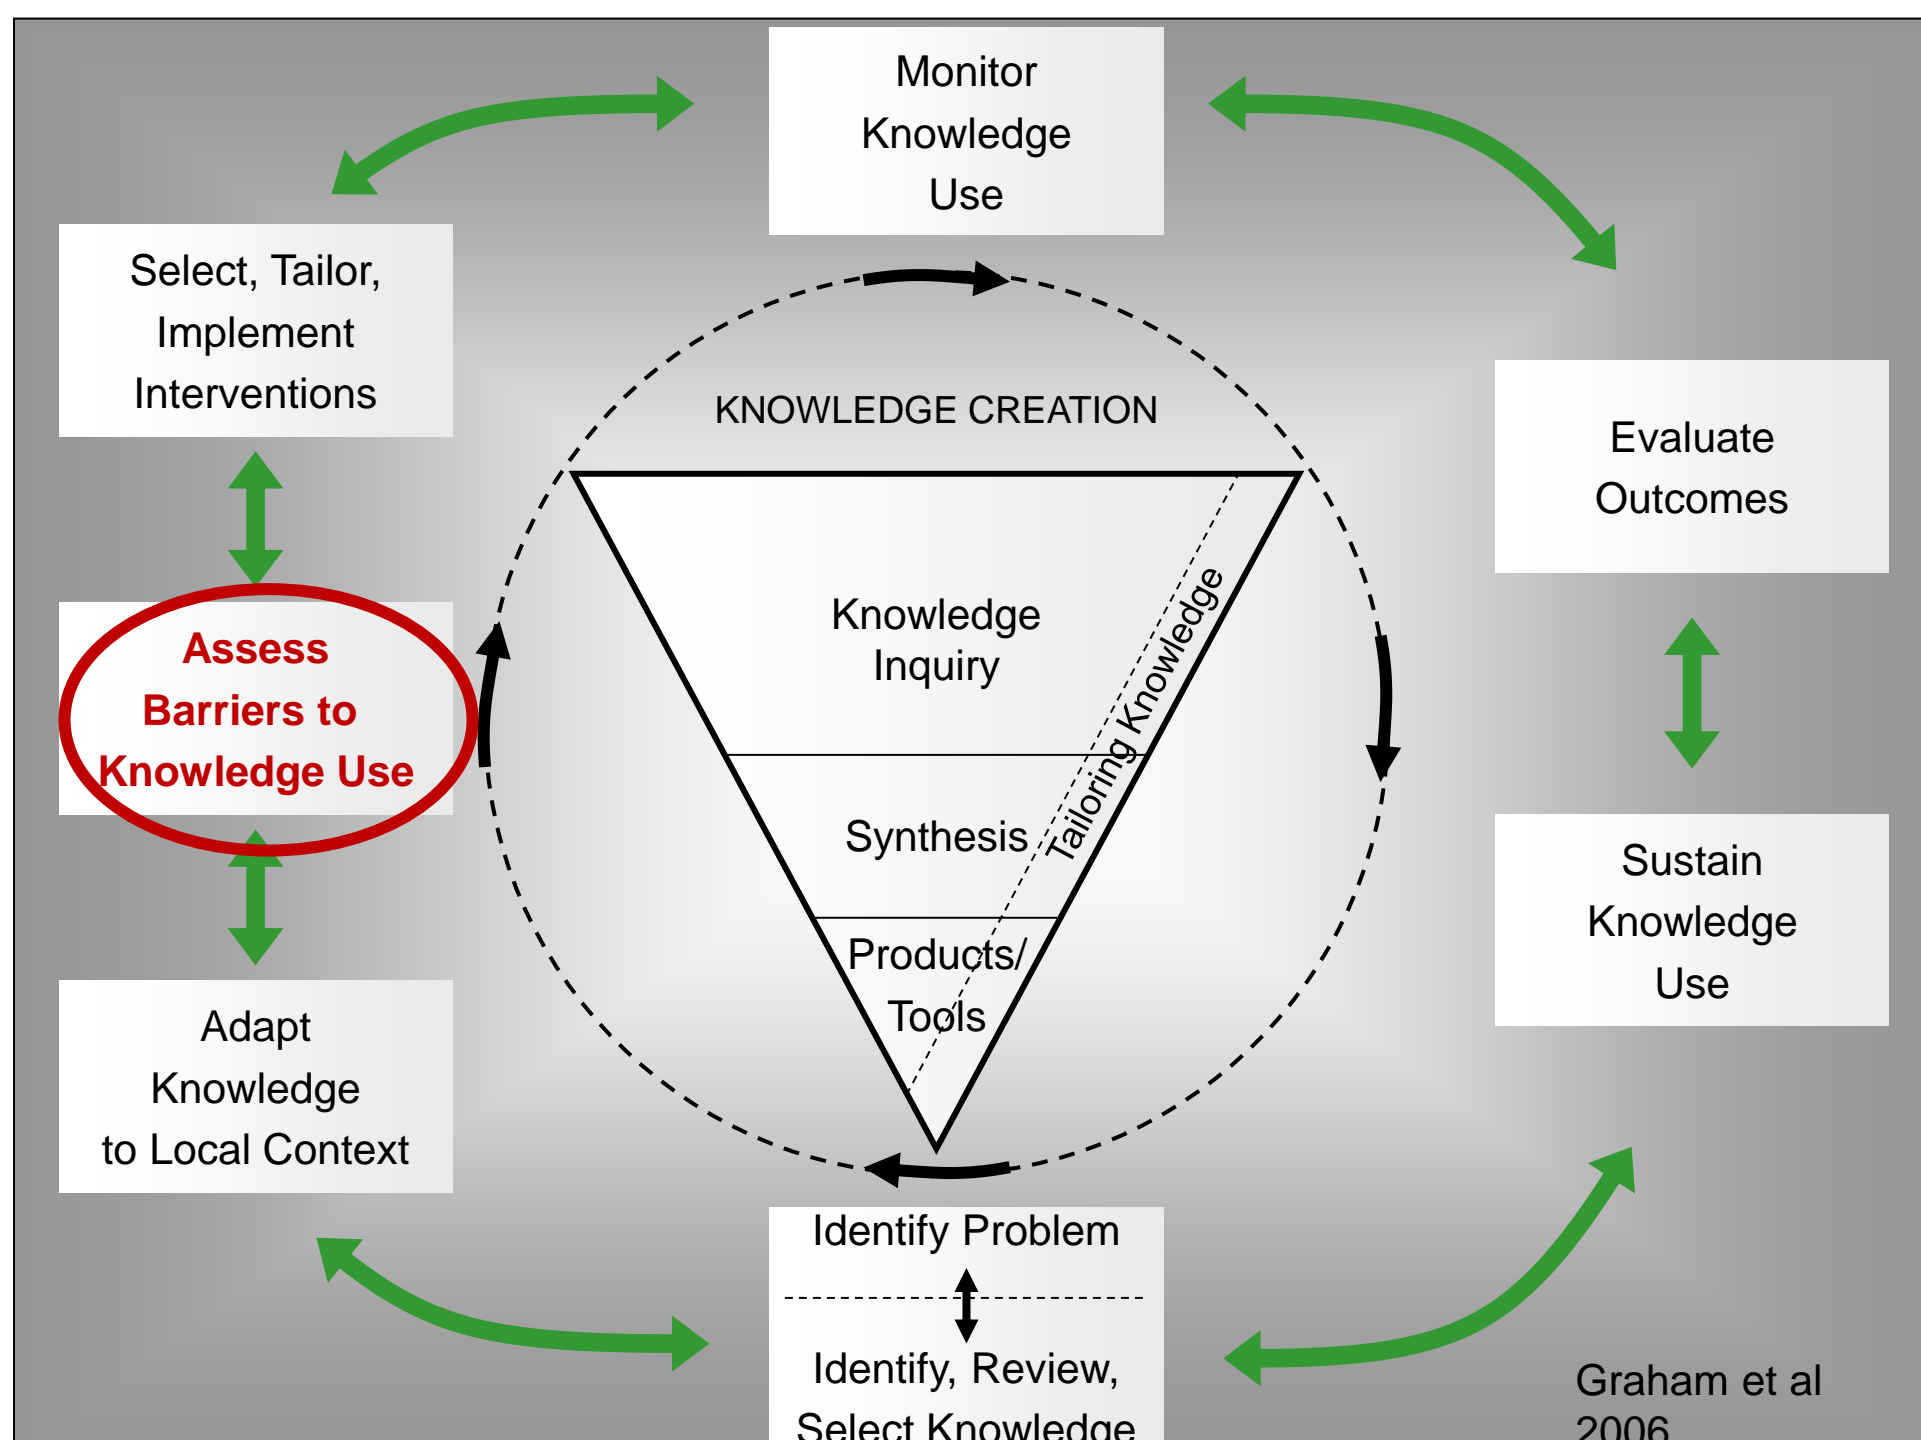 Monitor
Knowledge
Use
Select, Tailor,
Implement
Interventions
KNOWLEDGE CREATION
Evaluate
Outcomes
Knowledge
Inquiry
Tailoring Knowledge
Assess
Barriers to
Knowledge Use
Synthesis
Sustain
Knowledge
Use
Products/
Tools
Adapt
Knowledge
to Local Context
Identify Problem
Identify, Review,
Select Knowledge
Graham et al
2006